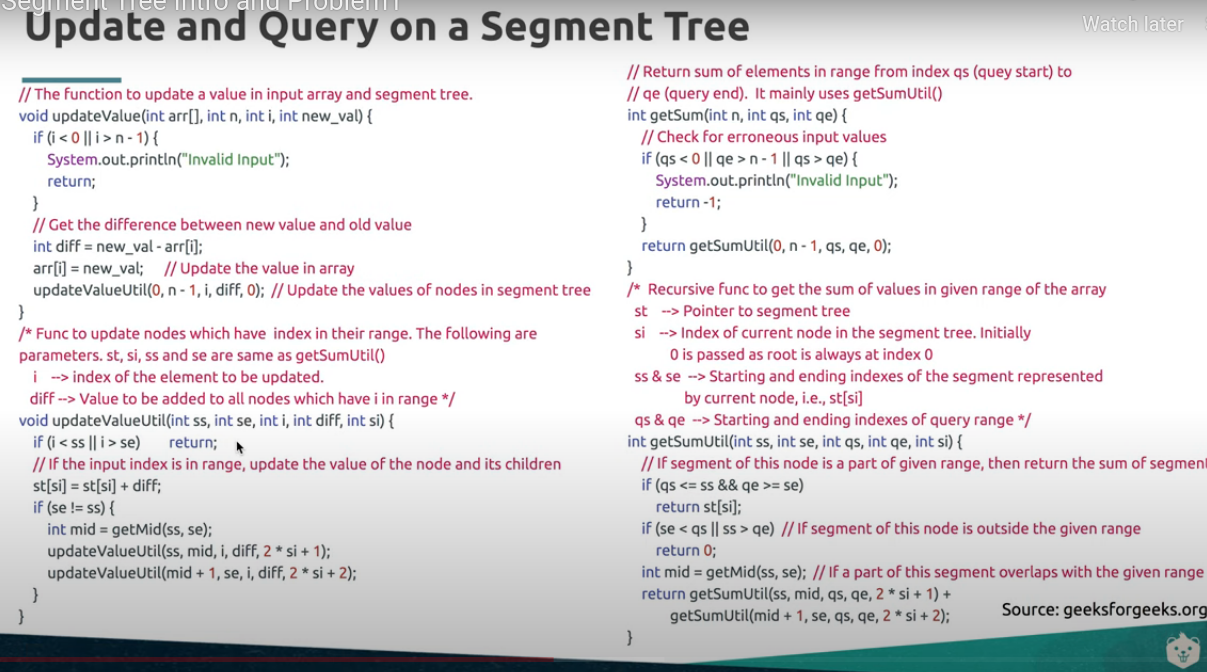 Segment Tree Intro and Problem1
Update and Query on a Segment Tree
Watch later
// The function to update a value in input array and segment tree.
void updateValue(int arr[], int n, int i, int new_val) {
if (i < 0 || i > n - 1) {
System.out.println("Invalid Input");
return;
}
// Get the difference between new value and old value
int diff = new_val - arr[i];
arr[i] = new_val; // Update the value in array
updateValueUtil(0, n - 1, i, diff, 0); // Update the values of nodes in segment tree
}
/* Func to update nodes which have index in their range. The following are
parameters. st, si, ss and se are same as getSumUtil()
i --> index of the element to be updated.
diff --> Value to be added to all nodes which have i in range */
void updateValueUtil(int ss, int se, int i, int diff, int si) {
if (i < ss || i > se) return;
// If the input index is in range, update the value of the node and its children
st[si] = st[si] + diff;
if (se != ss) {
int mid = getMid(ss, se);
updateValueUtil(ss, mid, i, diff, 2 * si + 1);
updateValueUtil(mid + 1, se, i, diff, 2 * si + 2);
}
}
// Return sum of elements in range from index qs (quey start) to
// qe (query end). It mainly uses getSumUtil()
int getSum(int n, int qs, int qe) {
// Check for erroneous input values
if (qs < 0 || qe > n - 1 || qs > qe) {
System.out.println("Invalid Input");
return -1;
}
return getSumUtil(0, n - 1, qs, qe, 0);
}
/* Recursive func to get the sum of values in given range of the array
st --> Pointer to segment tree
si --> Index of current node in the segment tree. Initially
0 is passed as root is always at index 0
ss & se --> Starting and ending indexes of the segment represented
by current node, i.e., st[si]
qs & qe --> Starting and ending indexes of query range */
int getSumUtil(int ss, int se, int qs, int qe, int si) {
// If segment of this node is a part of given range, then return the sum of segment
if (qs <= ss && qe >= se)
return st[si];
if (se < qs || ss > qe) // If segment of this node is outside the given range
return 0;
int mid = getMid(ss, se); // If a part of this segment overlaps with the given range
return getSumUtil(ss, mid, qs, qe, 2 * si + 1) +
getSumUtil(mid + 1, se, qs, qe, 2 * si + 2);
}
Source: geeksforgeeks.org